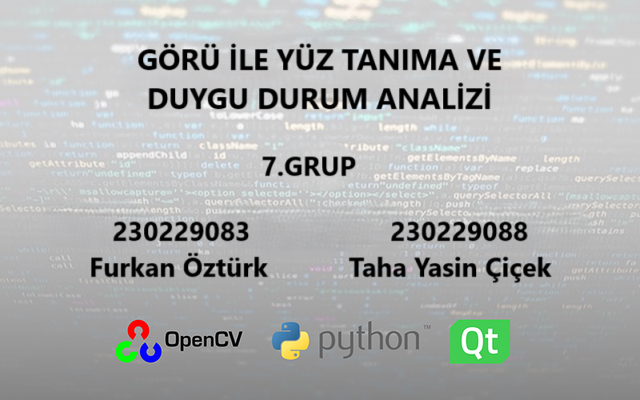 GÖRÜ İLE YÜZ TANIMA VE
DUYGU DURUM ANALİZİ
7.GRUP
230229083
Furkan Öztürk
230229088
Taha Yasin Çiçek
OpenCV
python™
Qt